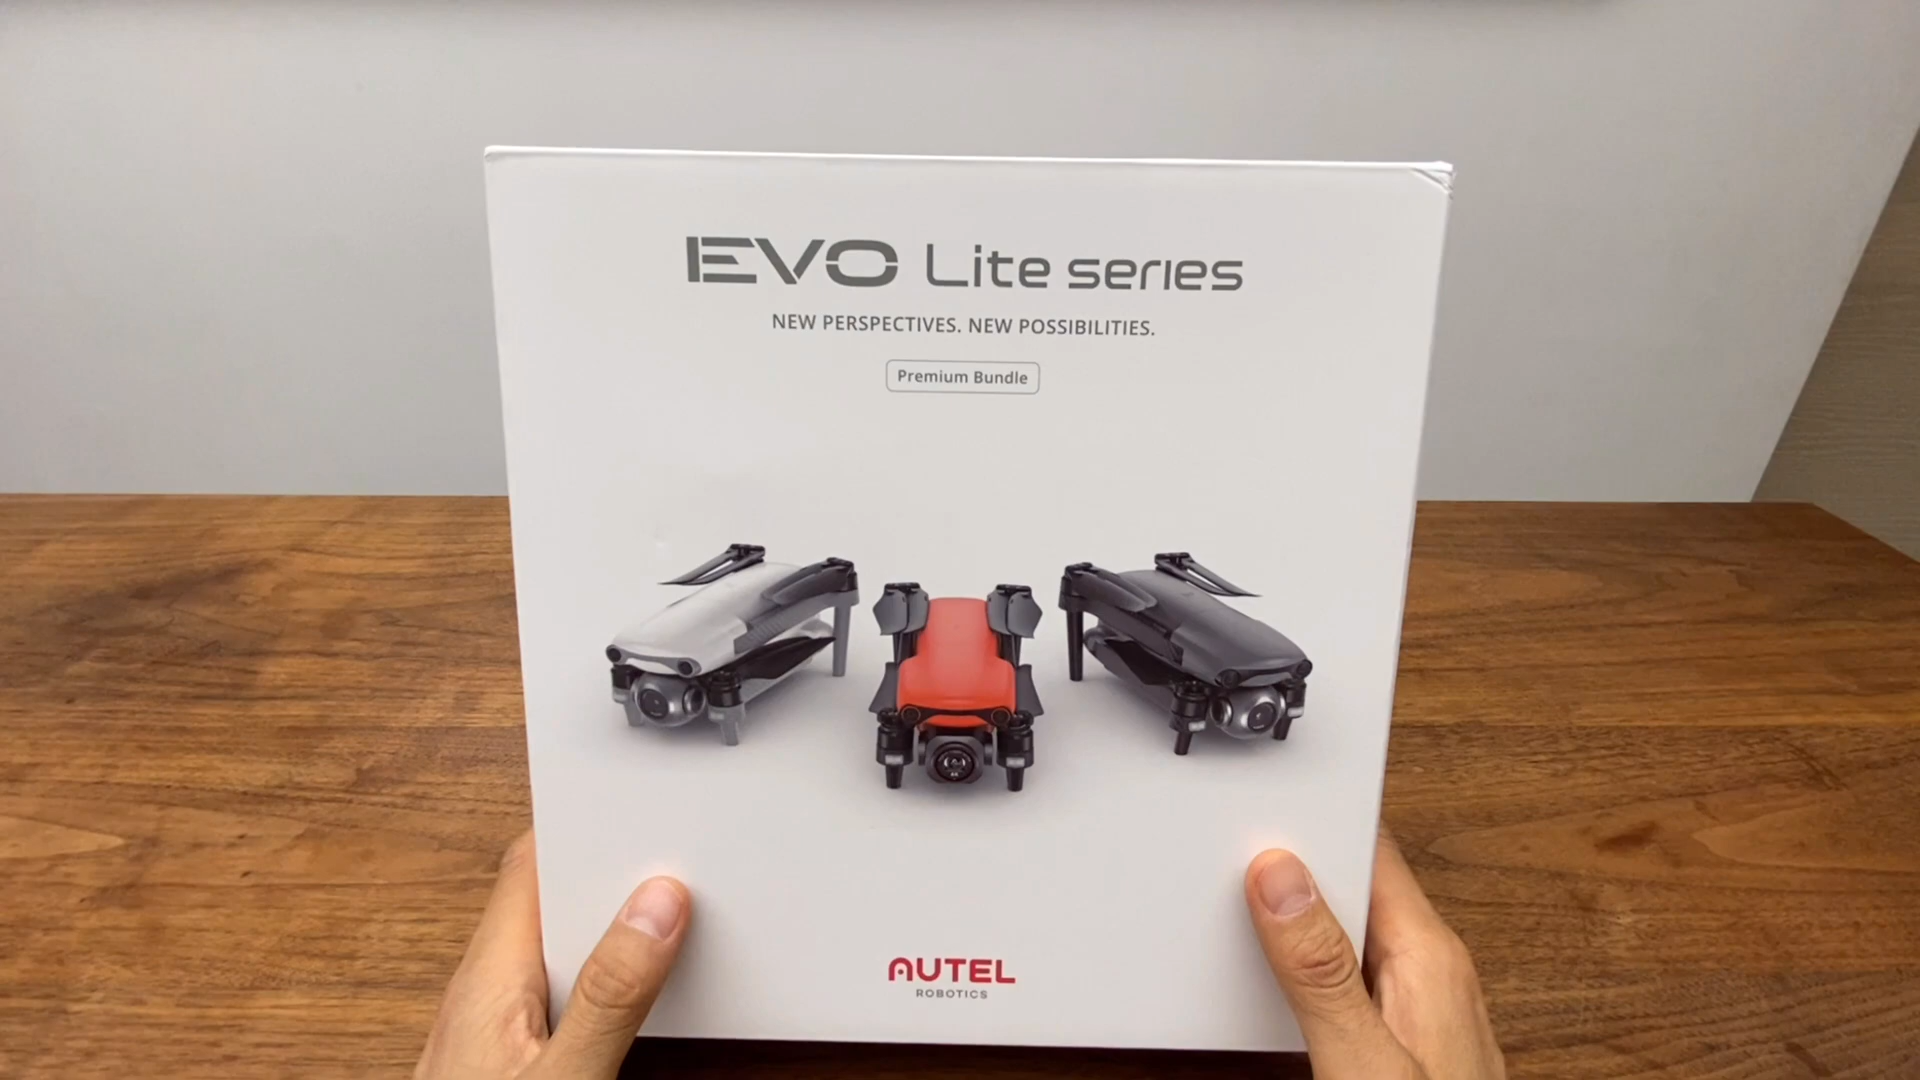 EVO Lite series
NEW PERSPECTIVES. NEW POSSIBILITIES.
Premium Bundle
AUTEL
ROBOTICS